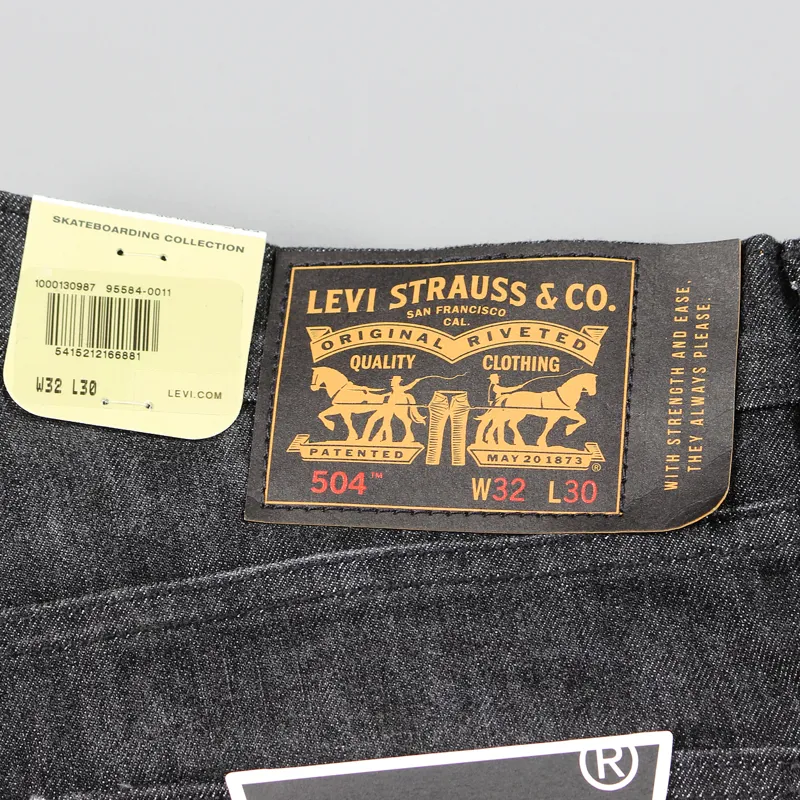 SKATEBOARDING COLLECTION
1000130987 95584-0011
5415212166881
W32 L30
LEVI.COM
LEVI STRAUSS & CO.
SAN FRANCISCO
CAL.
ORIGINAL RIVETED
QUALITY CLOTHING
PATENTED MAY 20 1873 ®
504™ W32 L30
WITH STRENGTH AND EASE,
THEY ALWAYS PLEASE
®